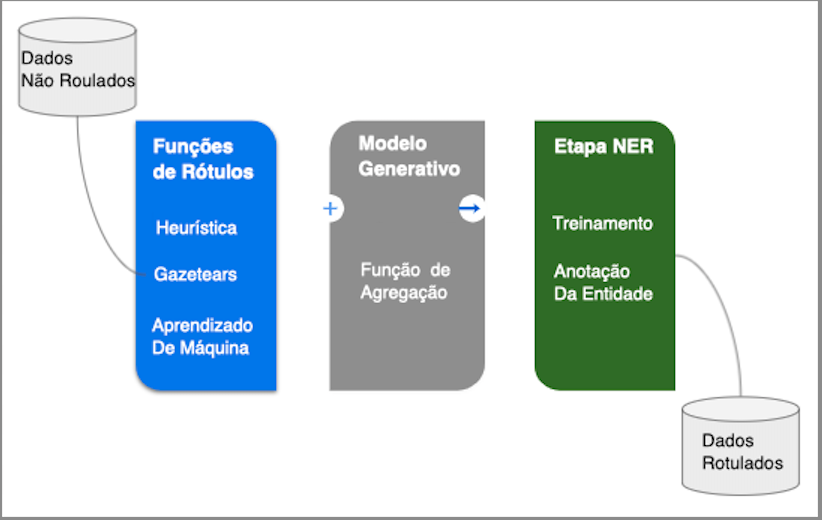 Dados
Não Roulados
Funções
de Rótulos
Heurística
Gazetears
Aprendizado
De Máquina
Modelo
Generativo
Função de
Agregação
Etapa NER
Treinamento
Anotação
Da Entidade
Dados
Rotulados